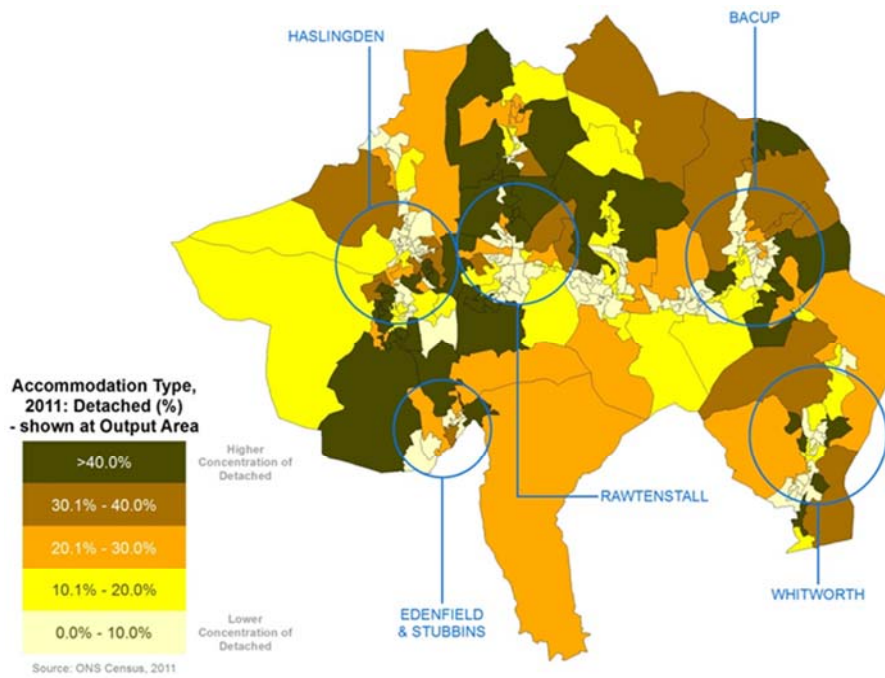 HASLINGDEN
BACUP
Accommodation Type,
2011: Detached (%)
- shown at Output Area
>40.0%
30.1% - 40.0%
20.1% - 30.0%
10.1% - 20.0%
0.0% - 10.0%
Higher
Concentration of
Detached
Lower
Concentration of
Detached
Source: ONS Census, 2011
EDENFIELD
& STUBBINS
RAWTENSTALL
WHITWORTH